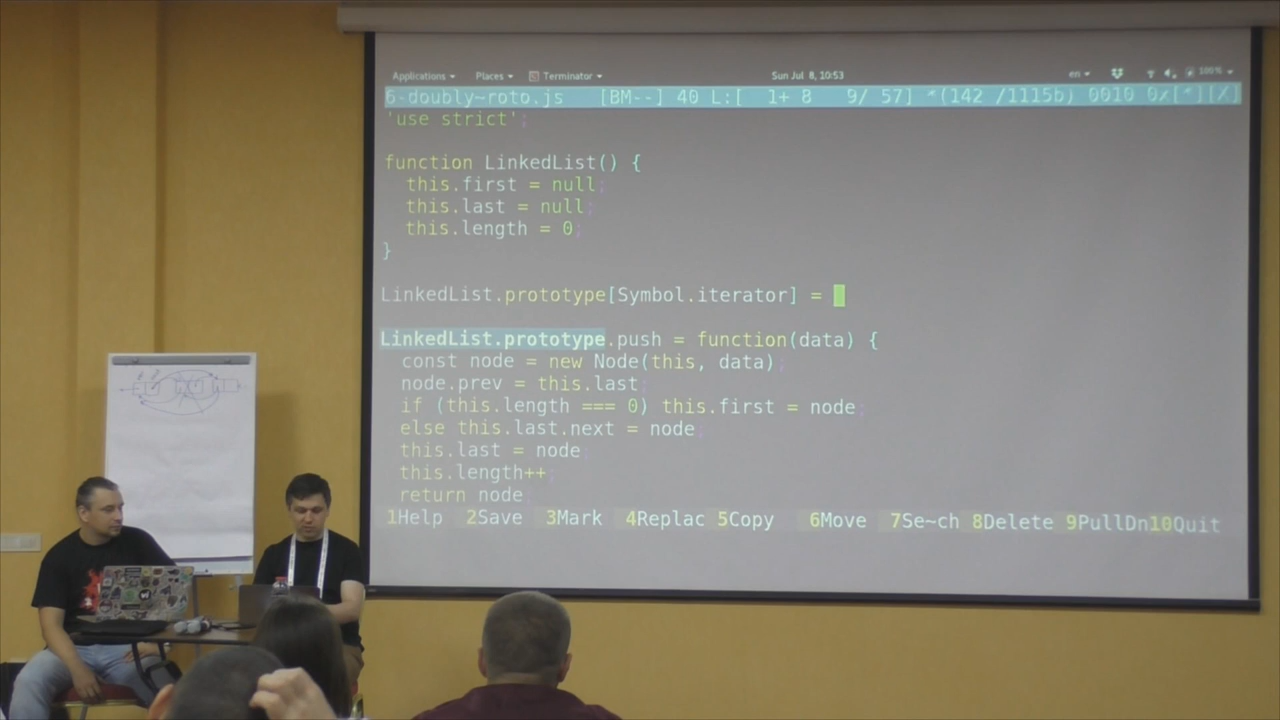 Applications Places Terminator Sun Jul 8, 10:53 en 100%
6-doubly~roto.js [BM--] 40 L:[ 1+ 8 9/ 57] *(142 /1115b) 0010 0x[*][X]
'use strict';
function LinkedList() {
this.first = null;
this.last = null;
this.length = 0;
}
LinkedList.prototype[Symbol.iterator] =
LinkedList.prototype.push = function(data) {
const node = new Node(this, data);
node.prev = this.last;
if (this.length === 0) this.first = node;
else this.last.next = node;
this.last = node;
this.length++;
return node;
1Help 2Save 3Mark 4Replac 5Copy 6Move 7Se~ch 8Delete 9PullDn 10Quit